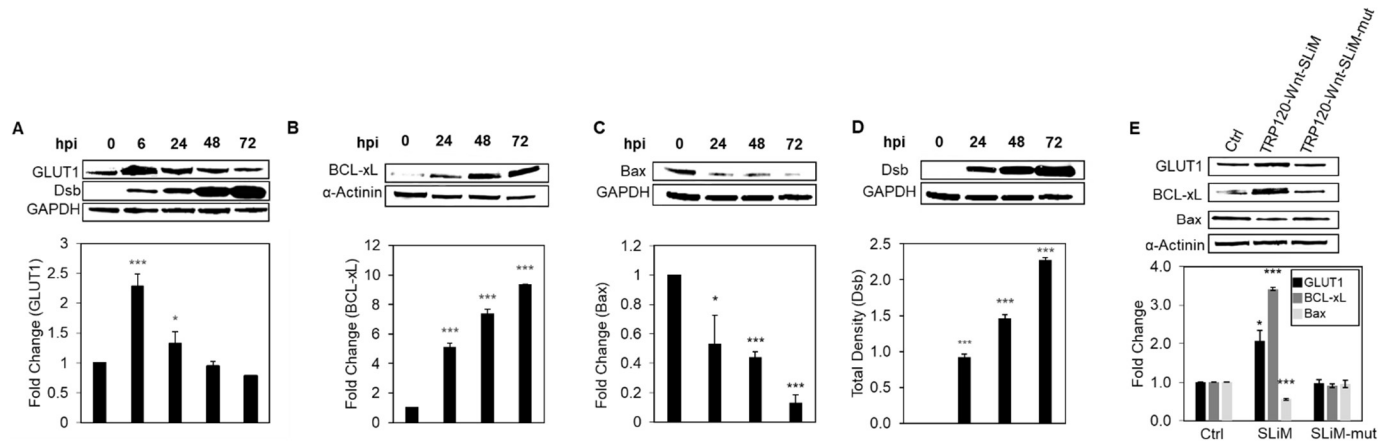 A
hpi 0 6 24 48 72
GLUT1
Dsb
GAPDH
3
2.5
2
1.5
1
0.5
0
Fold Change (GLUT1)
***
*
B
hpi 0 24 48 72
BCL-xL
α-Actinin
12
10
8
6
4
2
0
Fold Change (BCL-xL)
***
***
***
C
hpi 0 24 48 72
Bax
GAPDH
1.2
1
0.8
0.6
0.4
0.2
0
Fold Change (Bax)
*
***
***
D
hpi 24 48 72
Dsb
GAPDH
2.5
2.0
1.5
1.0
0.5
0.0
Total Density (Dsb)
***
***
***
E
Ctrl
TRP120-Wnt-SLiM
TRP120-Wnt-SLiM-mut
GLUT1
BCL-xL
Bax
α-Actinin
4.0
3.0
2.0
1.0
0.0
Fold Change
*
***
***
GLUT1
BCL-xL
Bax
Ctrl SLiM SLiM-mut